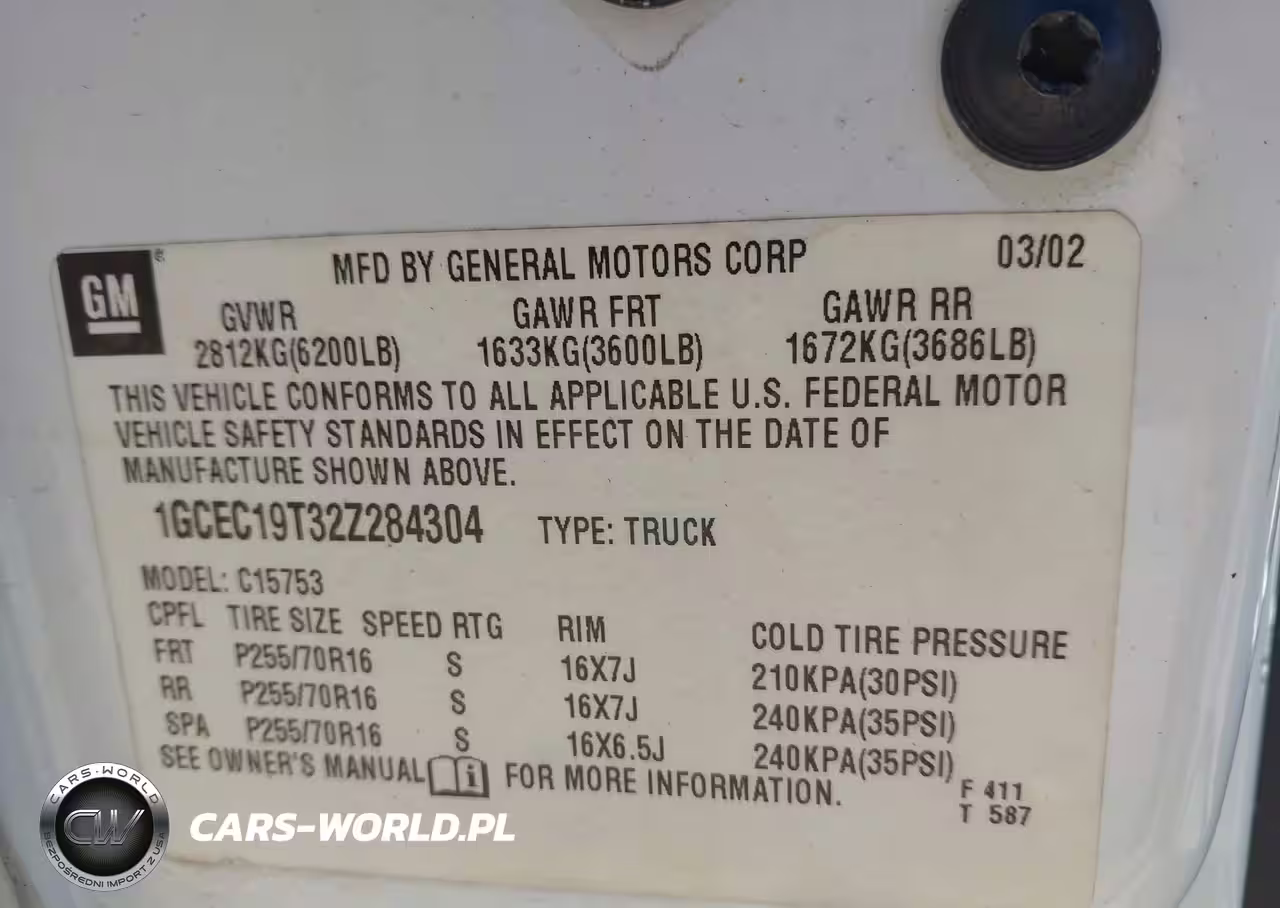 GM
MFD BY GENERAL MOTORS CORP 03/02
GVWR GAWR FRT GAWR RR
2812KG(6200LB) 1633KG(3600LB) 1672KG(3686LB)
THIS VEHICLE CONFORMS TO ALL APPLICABLE U.S. FEDERAL MOTOR
VEHICLE SAFETY STANDARDS IN EFFECT ON THE DATE OF
MANUFACTURE SHOWN ABOVE.
1GCEC19T32Z284304 TYPE: TRUCK
MODEL: C15753
CPFL TIRE SIZE SPEED RTG RIM COLD TIRE PRESSURE
FRT P255/70R16 S 16X7J 210KPA(30PSI)
RR P255/70R16 S 16X7J 240KPA(35PSI)
SPA P255/70R16 S 16X6.5J 240KPA(35PSI)
SEE OWNER'S MANUAL i FOR MORE INFORMATION.
F 411
T 587
CARS-WORLD
CW
BEZPOŚREDNI IMPORT Z USA
CARS-WORLD.PL